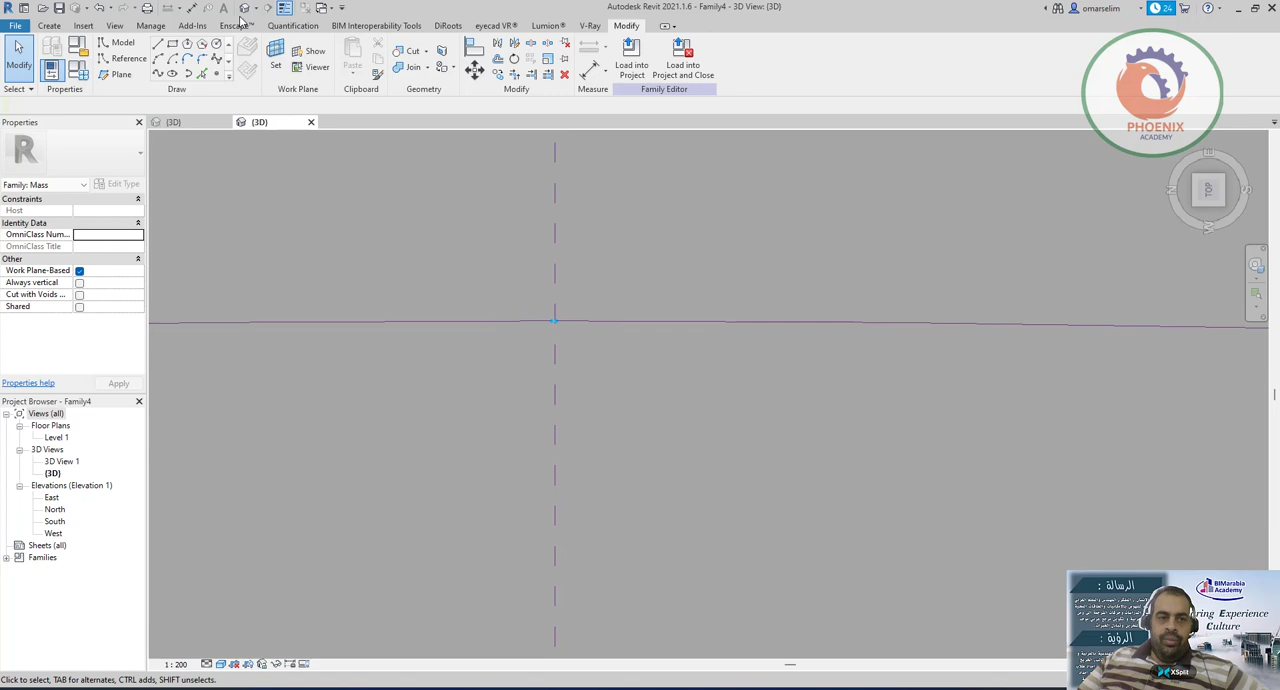 Autodesk Revit 2021.1.6 - Family4 - 3D View: {3D}
omarselim
24
File
Create
Insert
View
Manage
Add-Ins
Enscape™
Quantification
BIM Interoperability Tools
DiRoots
eyecad VR®
Lumion®
V-Ray
Modify
Modify
Select
Properties
Model
Reference
Plane
Draw
Set
Show
Viewer
Work Plane
Paste
Clipboard
Cut
Join
Geometry
Modify
Measure
Load into
Project
Load into
Project and Close
Family Editor
PHOENIX
ACADEMY
Properties
{3D}
{3D}
R
Family: Mass
Edit Type
Constraints
Host
Identity Data
OmniClass Num...
OmniClass Title
Other
Work Plane-Based
Always vertical
Cut with Voids ...
Shared
Properties help
Apply
TOP
N
S
W
Project Browser - Family4
Views (all)
Floor Plans
Level 1
3D Views
3D View 1
{3D}
Elevations (Elevation 1)
East
North
South
West
Sheets (all)
Families
1 : 200
Click to select, TAB for alternates, CTRL adds, SHIFT unselects.
الرسالة :
الرؤية :
BIMarabia
Academy
Experience
Culture
XSplit